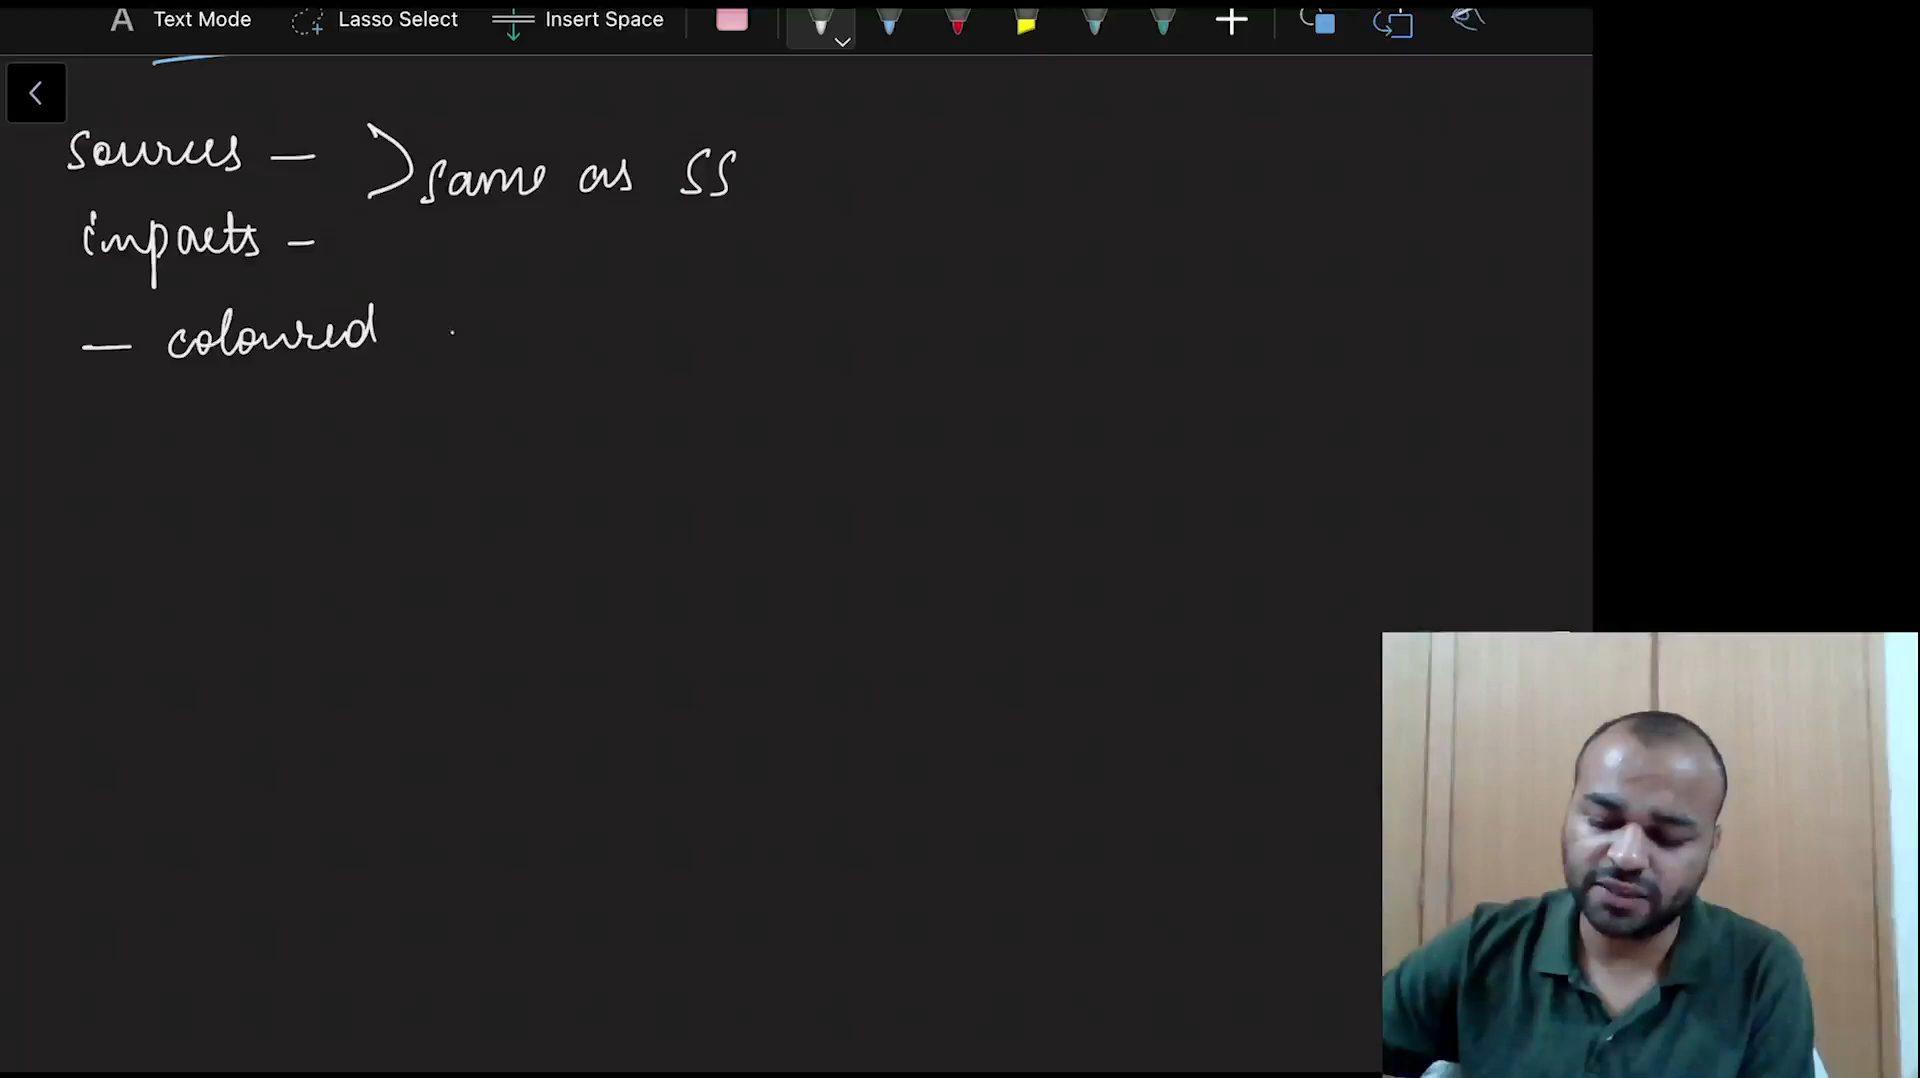 A Text Mode Lasso Select Insert Space
sources — > same as SS
impacts –
— coloured